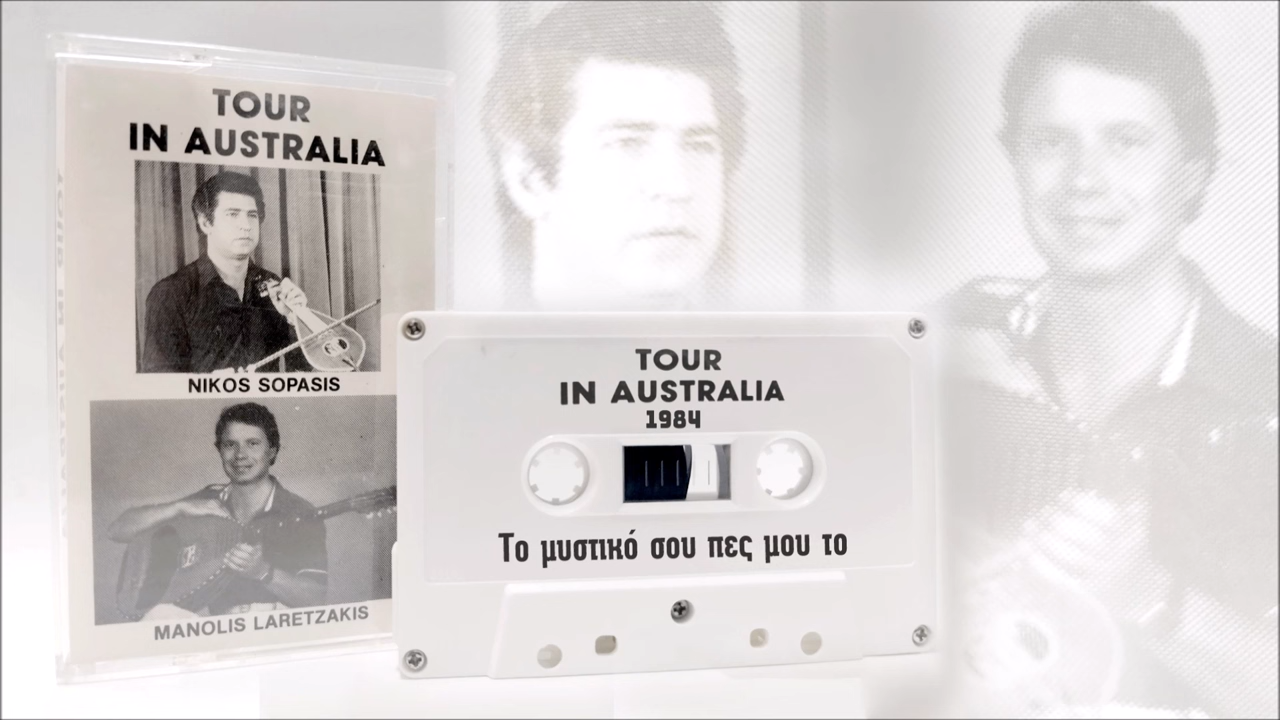 TOUR
IN AUSTRALIA
NIKOS SOPASIS
MANOLIS LARETZAKIS
TOUR
IN AUSTRALIA
1984
Το μυστικό σου πες μου το